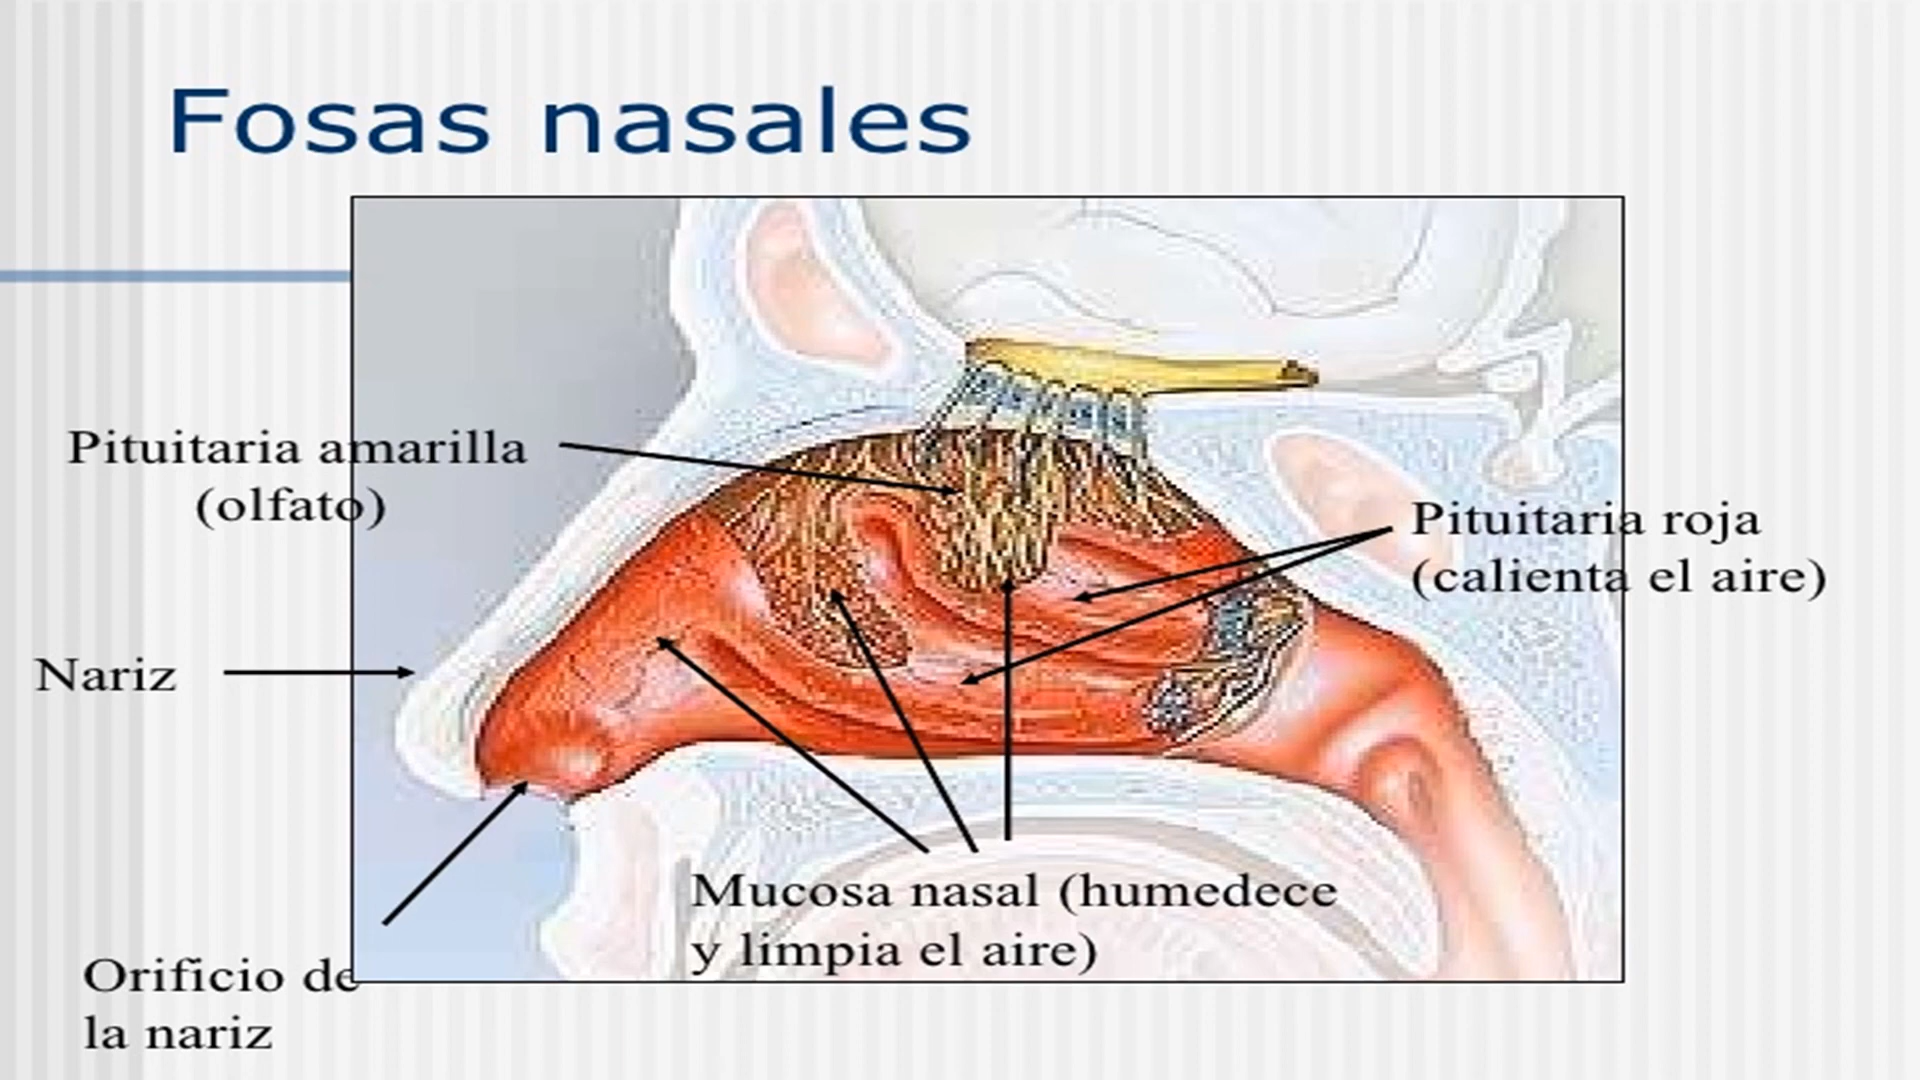 Fosas nasales
Pituitaria amarilla
(olfato)
Pituitaria roja
(calienta el aire)
Nariz
Mucosa nasal (humedece
y limpia el aire)
Orificio de
la nariz